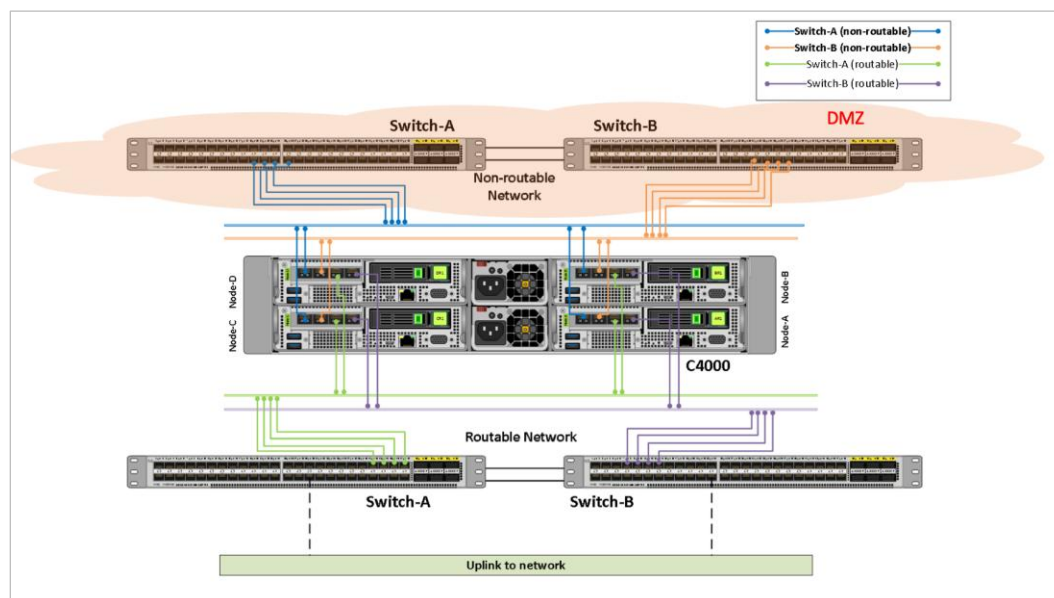 Switch-A (non-routable)
Switch-B (non-routable)
Switch-A (routable)
Switch-B (routable)
DMZ
Switch-A
Switch-B
Non-routable
Network
Node-D
Node-B
Node-C
Node-A
C4000
Routable Network
Switch-A
Switch-B
Uplink to network